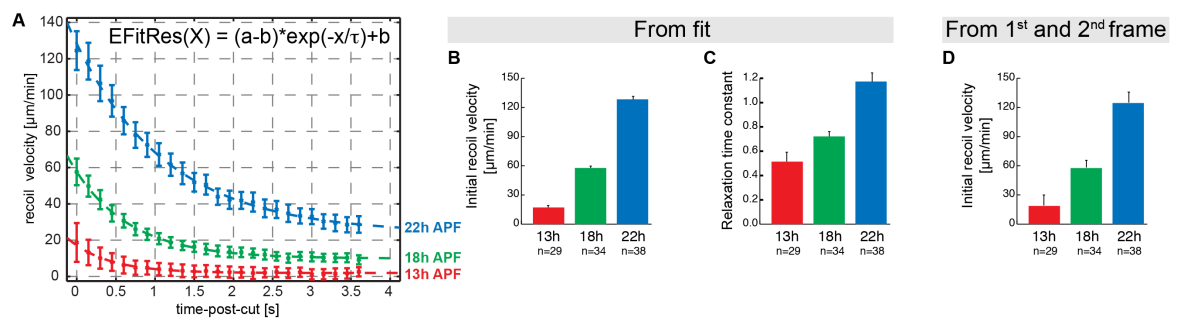 A
EFitRes(X) = (a-b)*exp(-x/τ)+b
recoil velocity [μm/min]
140
120
100
80
60
40
20
0
0
0.5
1
1.5
2
2.5
3
3.5
4
time-post-cut [s]
22h APF
18h APF
13h APF
From fit
B
Initial recoil velocity
[μm/min]
150
120
90
60
30
0
13h
18h
22h
n=29
n=34
n=38
C
Relaxation time constant
1.2
1.0
0.8
0.6
0.4
0.2
0.0
13h
18h
22h
n=29
n=34
n=38
From 1st and 2nd frame
D
Initial recoil velocity
[μm/min]
150
120
90
60
30
0
13h
18h
22h
n=29
n=34
n=38